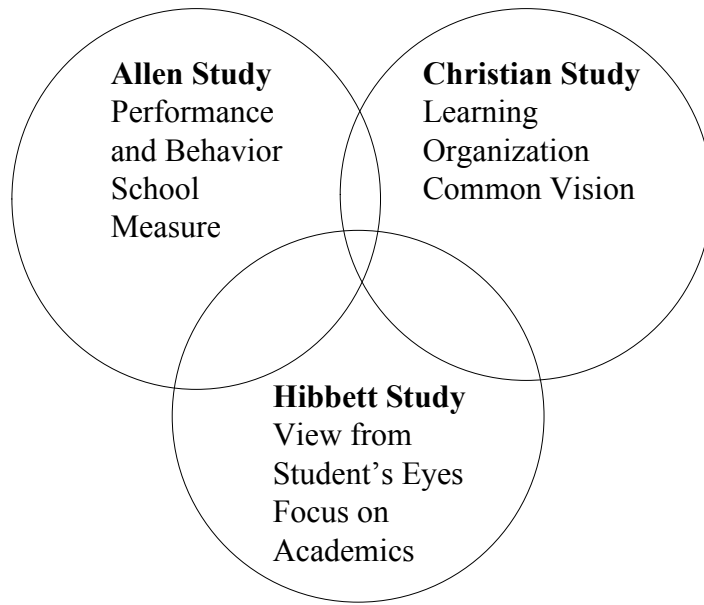 Allen Study
Performance
and Behavior
School
Measure
Christian Study
Learning
Organization
Common Vision
Hibbett Study
View from
Student’s Eyes
Focus on
Academics